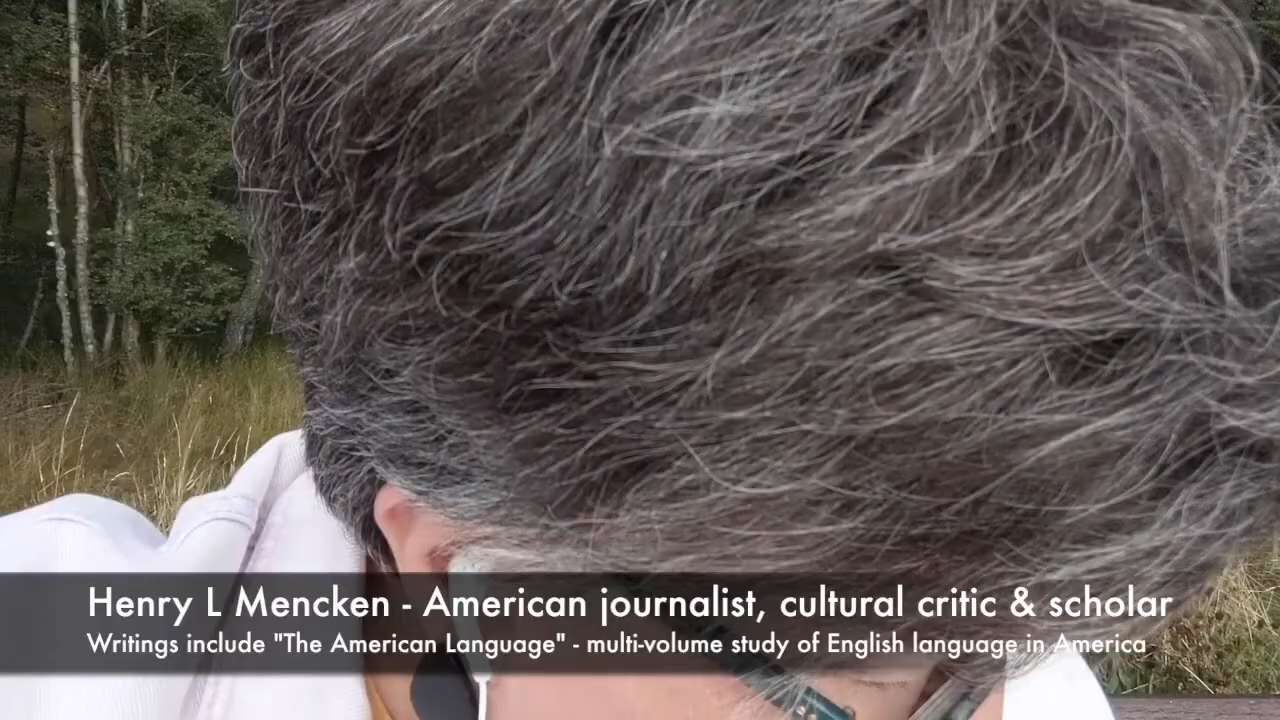 Henry L Mencken - American journalist, cultural critic & scholar
Writings include "The American Language" - multi-volume study of English language in America